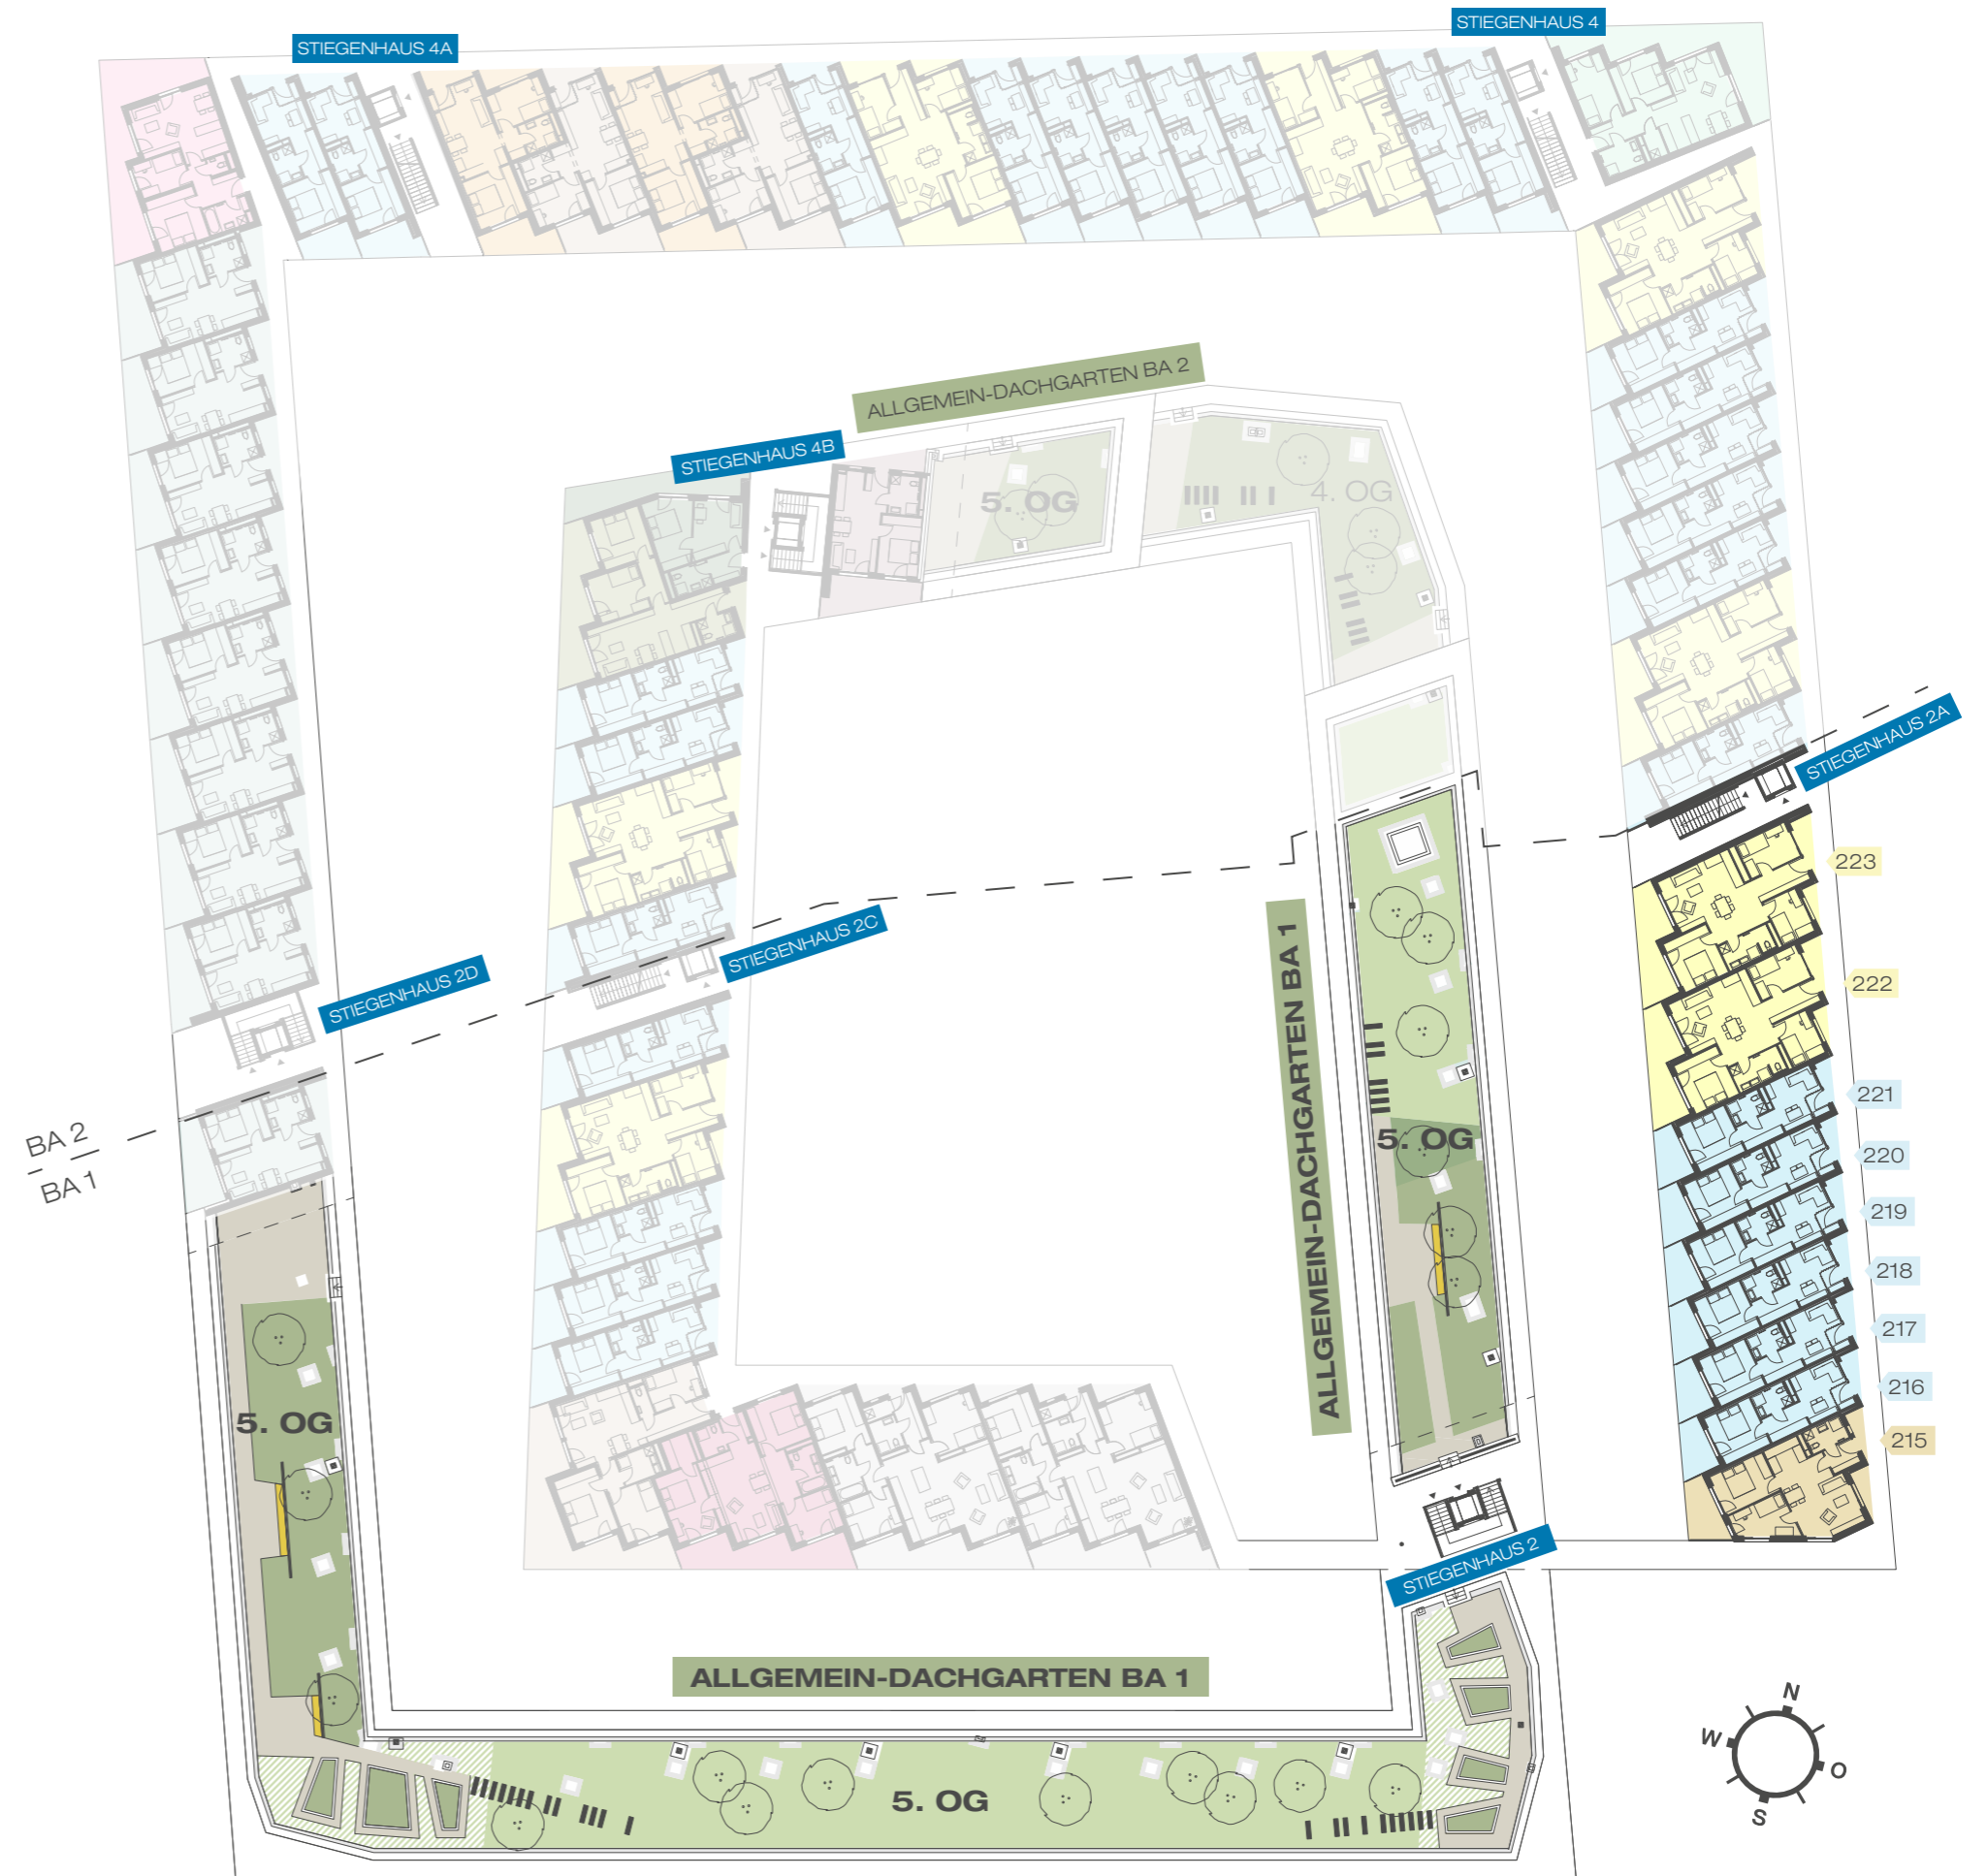 STIEGENHAUS 4A
STIEGENHAUS 4
ALLGEMEIN-DACHGARTEN BA 2
STIEGENHAUS 4B
5. OG
4. OG
STIEGENHAUS 2A
223
STIEGENHAUS 2C
STIEGENHAUS 2D
222
221
BA 2
BA 1
ALLGEMEIN-DACHGARTEN BA 1
5. OG
220
219
218
217
216
215
5. OG
STIEGENHAUS 2
ALLGEMEIN-DACHGARTEN BA 1
5. OG
N
W
O
S